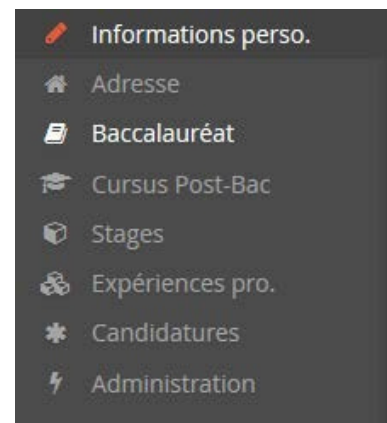 Informations perso.
Adresse
Baccalauréat
Cursus Post-Bac
Stages
Expériences pro.
Candidatures
Administration